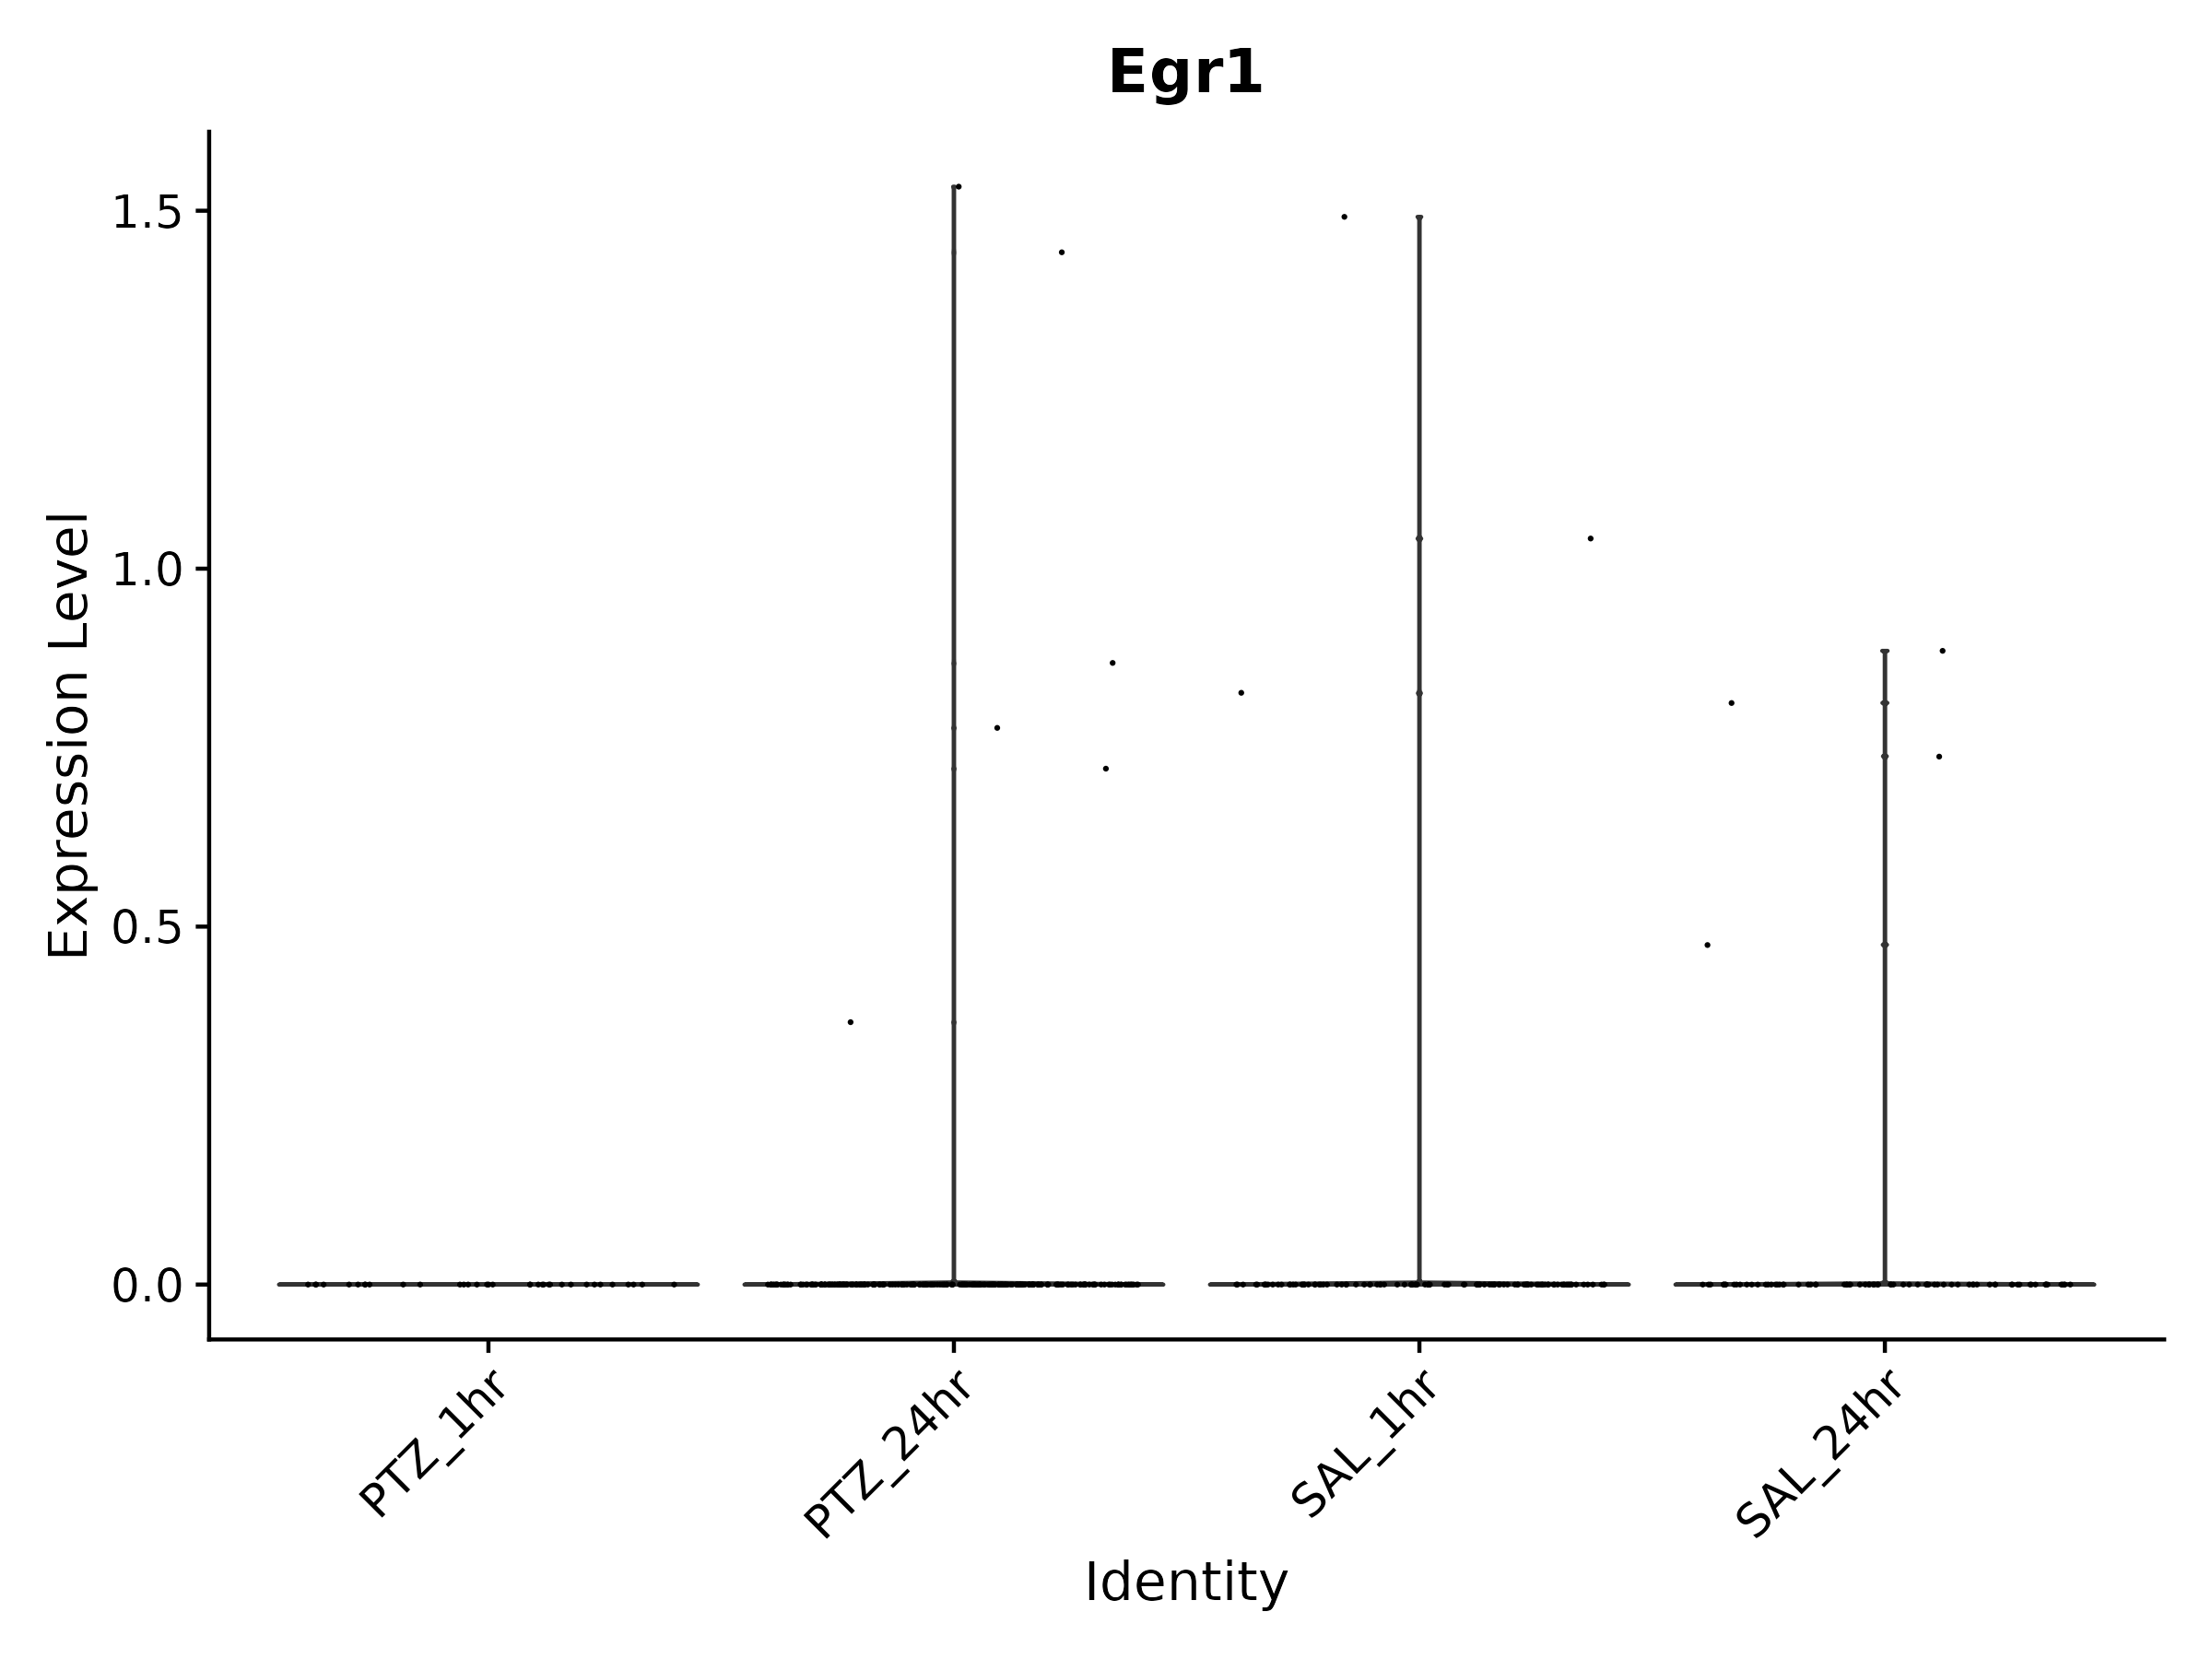 Egr1
Expression Level
1.5
1.0
0.5
0.0
PTZ_1hr
PTZ_24hr
SAL_1hr
SAL_24hr
Identity